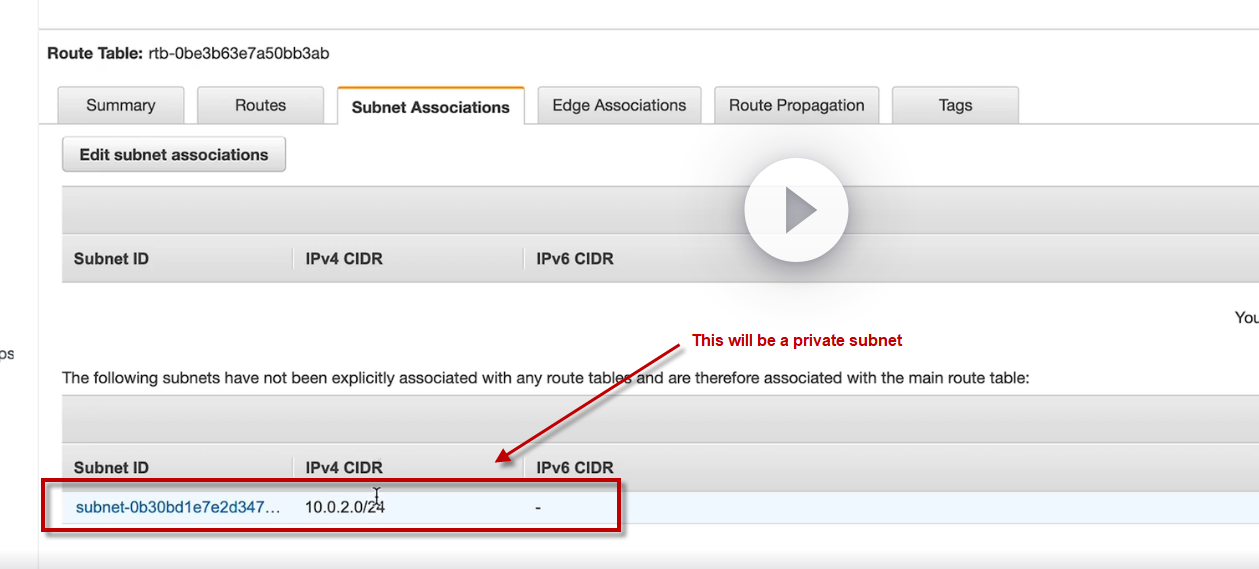 Route Table: rtb-0be3b63e7a50bb3ab
Summary Routes Subnet Associations Edge Associations Route Propagation Tags
Edit subnet associations
Subnet ID IPv4 CIDR IPv6 CIDR
You
This will be a private subnet
ps
The following subnets have not been explicitly associated with any route tables and are therefore associated with the main route table:
Subnet ID IPv4 CIDR IPv6 CIDR
subnet-0b30bd1e7e2d347... 10.0.2.0/24 -